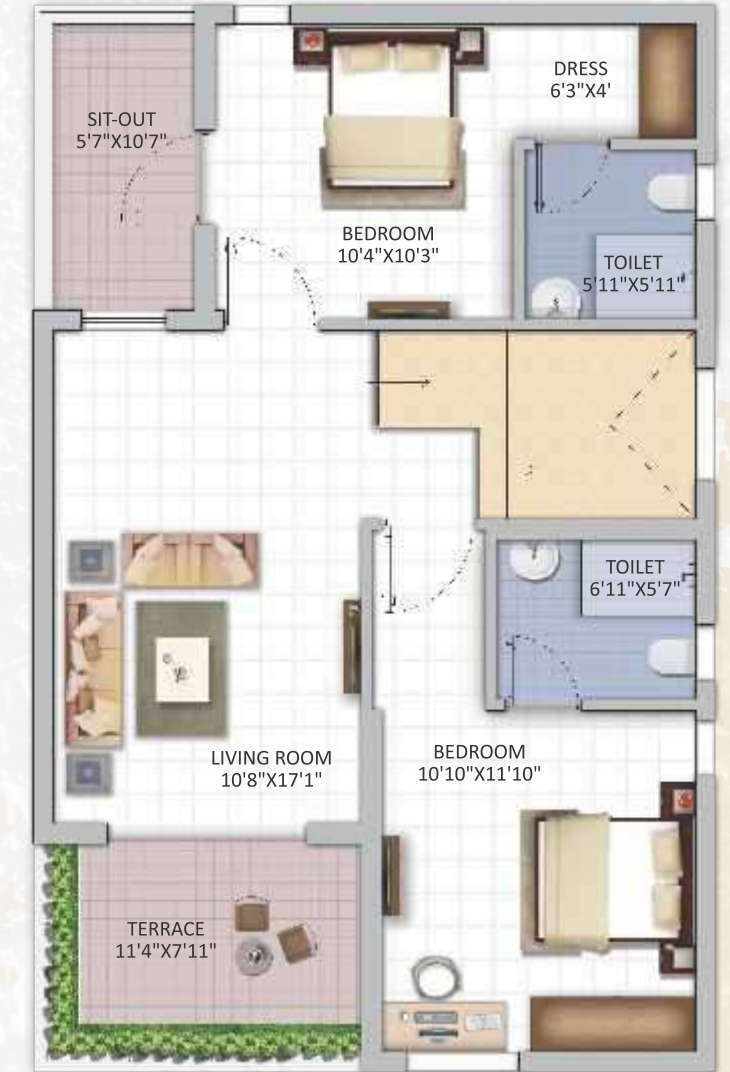 DRESS
6'3"X4'
SIT-OUT
5'7"X10'7"
BEDROOM
10'4"X10'3"
TOILET
5'11"X5'11"
TOILET
6'11"X5'7"
LIVING ROOM
10'8"X17'1"
BEDROOM
10'10"X11'10"
TERRACE
11'4"X7'11"